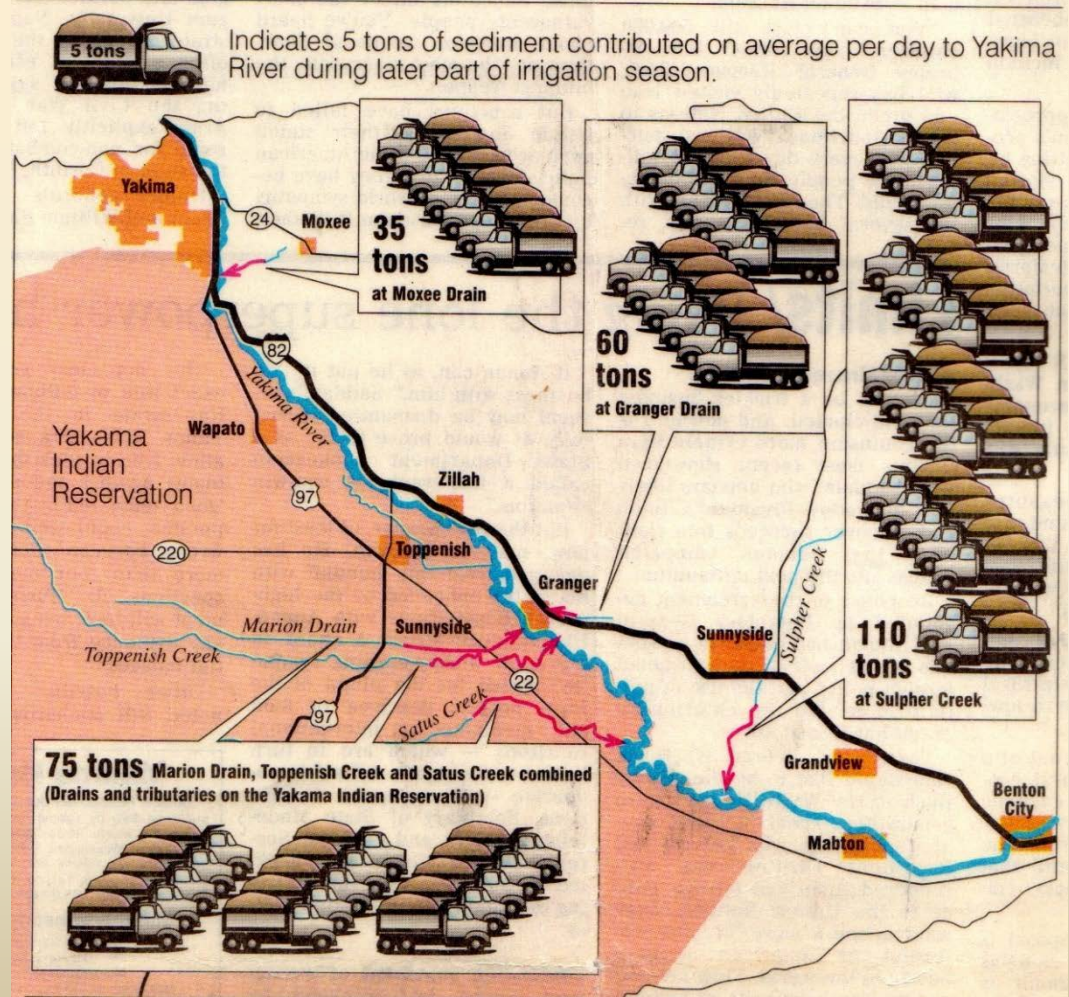 5 tons
Indicates 5 tons of sediment contributed on average per day to Yakima
River during later part of irrigation season.
Yakima
24
Moxee
35
tons
at Moxee Drain
60
tons
at Granger Drain
82
Yakima River
Wapato
Yakama
Indian
Reservation
97
Zillah
Toppenish
220
Granger
Marion Drain
Sunnyside
Sunnyside
Sulpher Creek
Toppenish Creek
22
110
tons
at Sulpher Creek
97
Satus Creek
75 tons Marion Drain, Toppenish Creek and Satus Creek combined
(Drains and tributaries on the Yakama Indian Reservation)
Grandview
Benton
City
Mabton